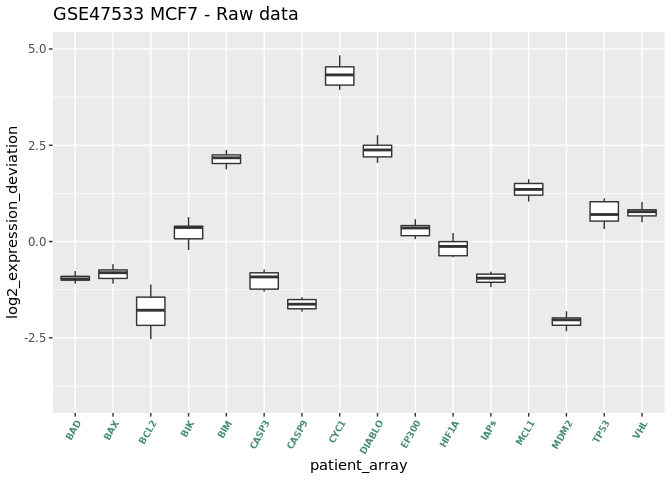 GSE47533 MCF7 - Raw data
log2_expression_deviation
5.0
2.5
0.0
-2.5
BAD
BAX
BCL2
BIK
BIM
CASP3
CASP9
CYC1
DIABLO
EP300
HIF1A
IAPs
MCL1
MDM2
TP53
VHL
patient_array